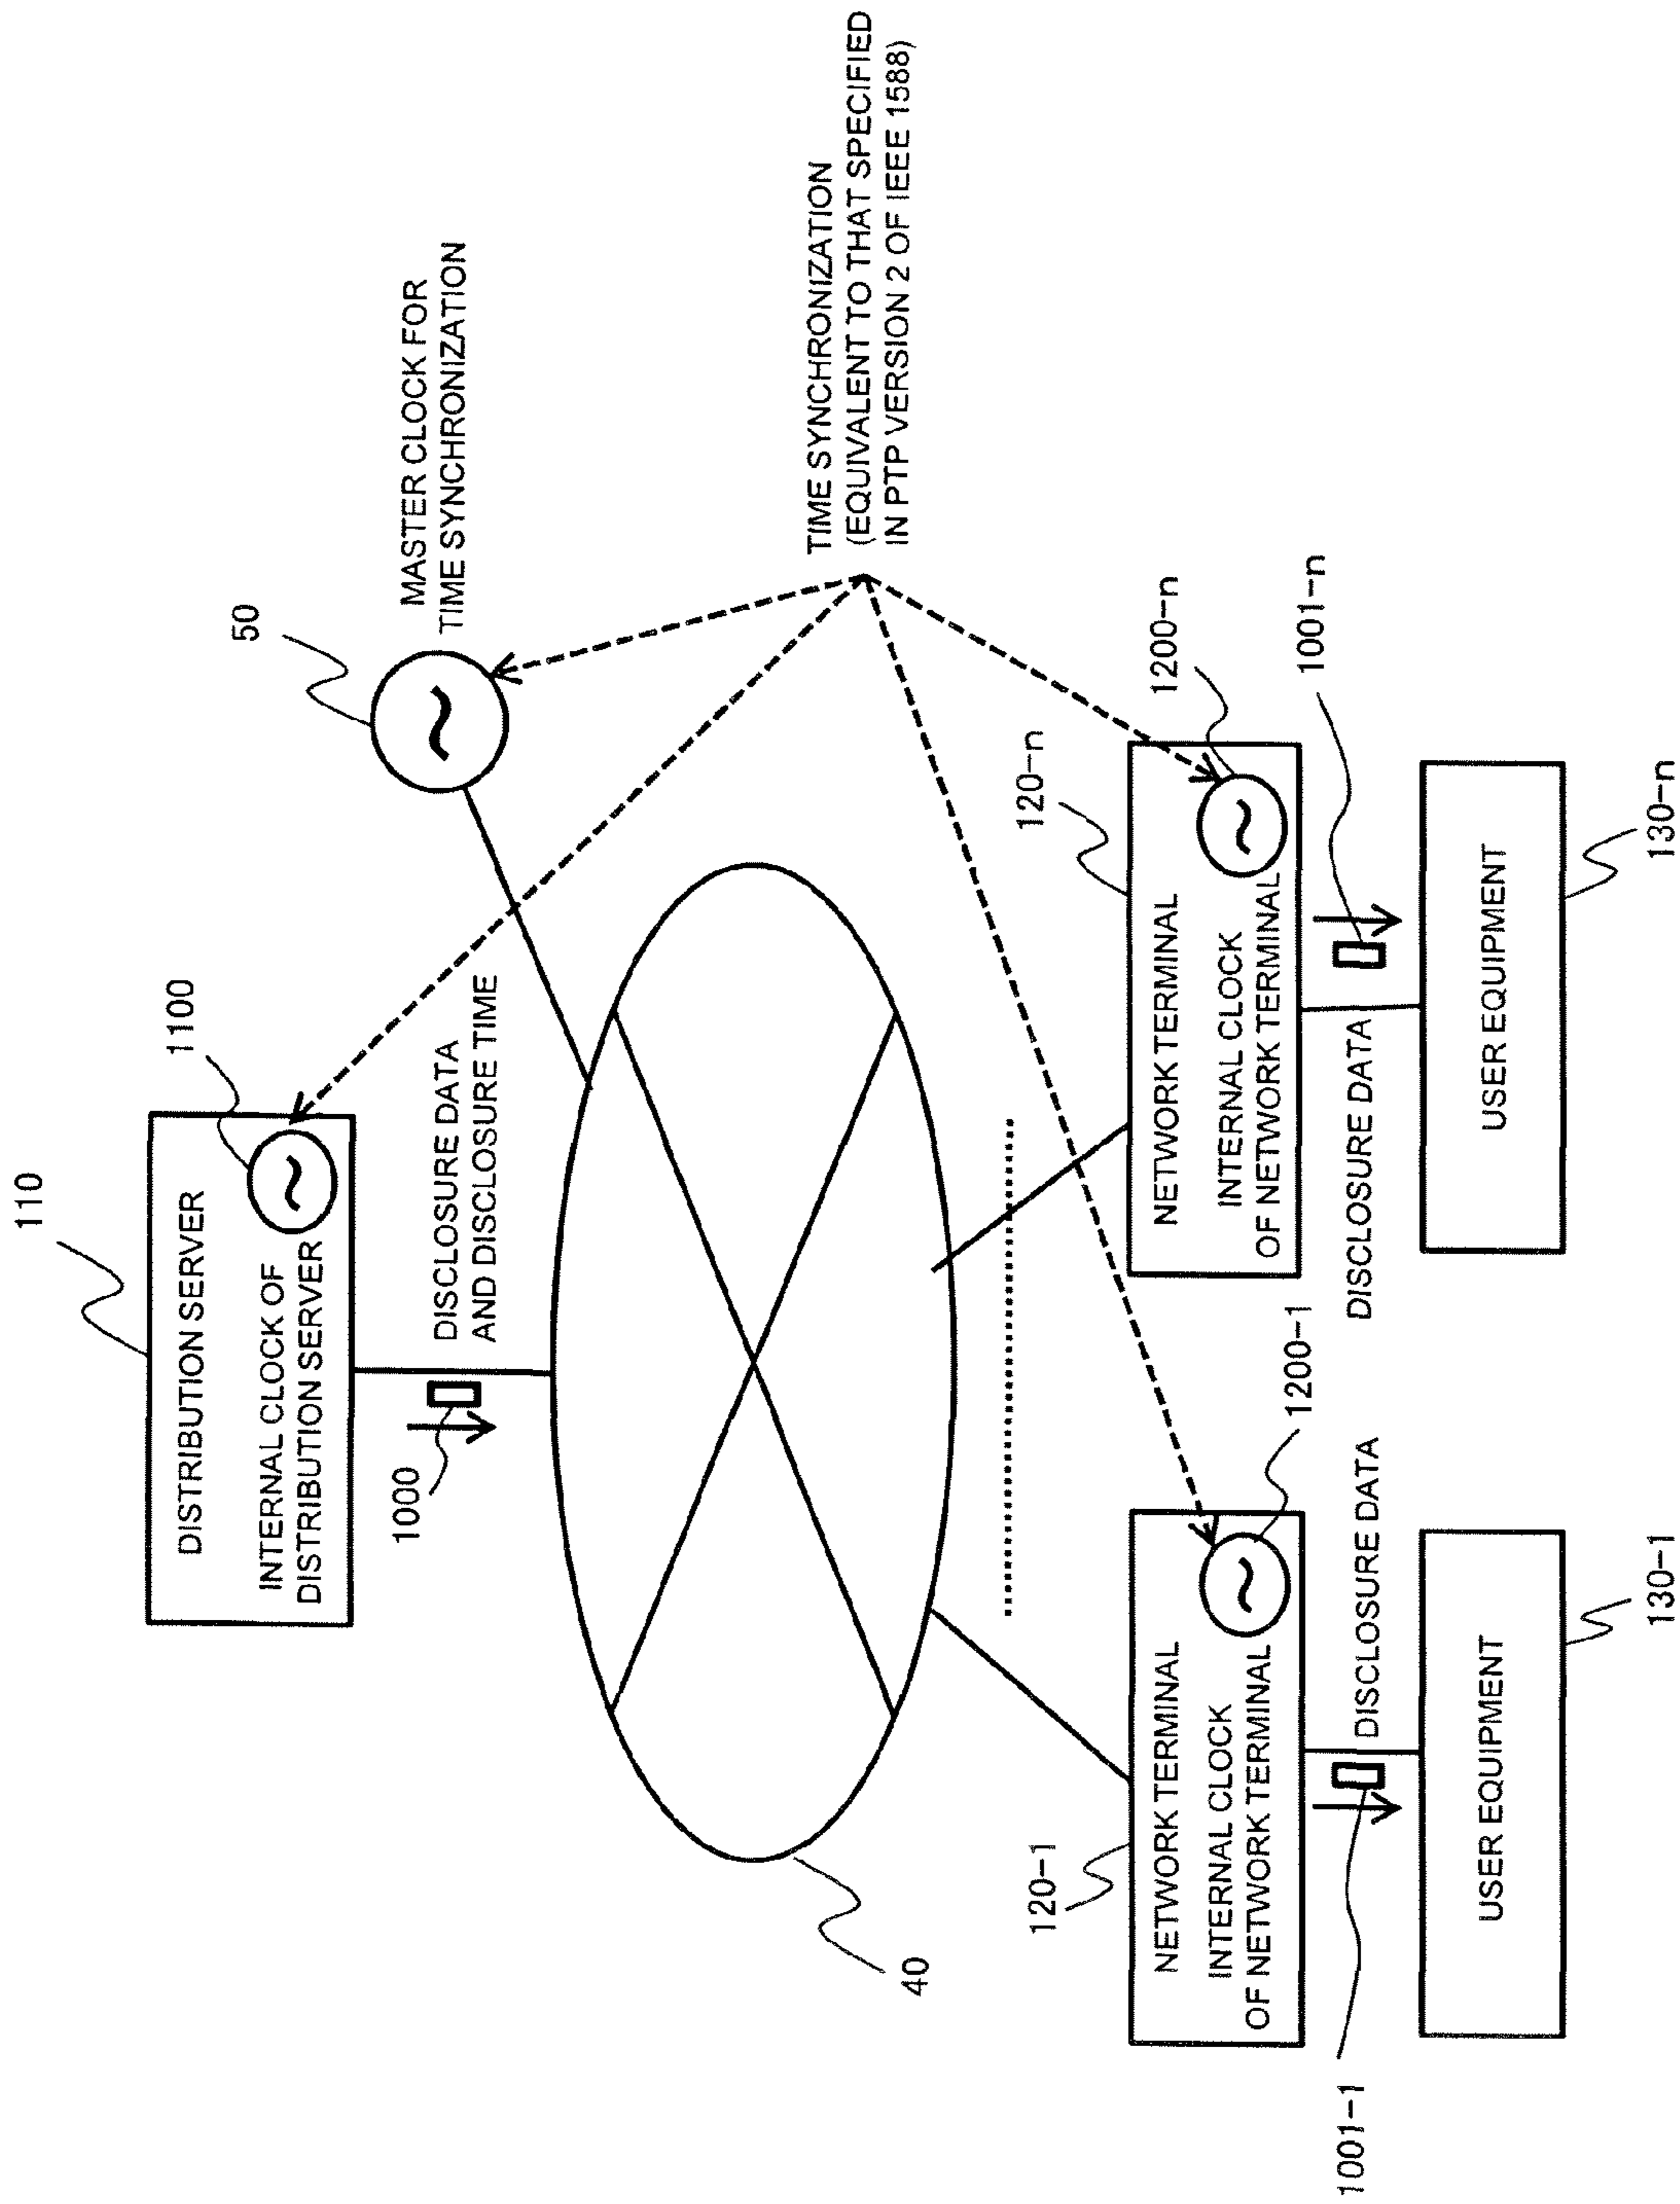 110
DISTRIBUTION SERVER
INTERNAL CLOCK OF
DISTRIBUTION SERVER
1100
1000
DISCLOSURE DATA
AND DISCLOSURE TIME
50
MASTER CLOCK FOR
TIME SYNCHRONIZATION
TIME SYNCHRONIZATION
(EQUIVALENT TO THAT SPECIFIED
IN PTP VERSION 2 OF IEEE 1588)
40
120-1
NETWORK TERMINAL
INTERNAL CLOCK
OF NETWORK TERMINAL
1200-1
1001-1
DISCLOSURE DATA
USER EQUIPMENT
130-1
120-n
NETWORK TERMINAL
INTERNAL CLOCK
OF NETWORK TERMINAL
1200-n
DISCLOSURE DATA
1001-n
USER EQUIPMENT
130-n